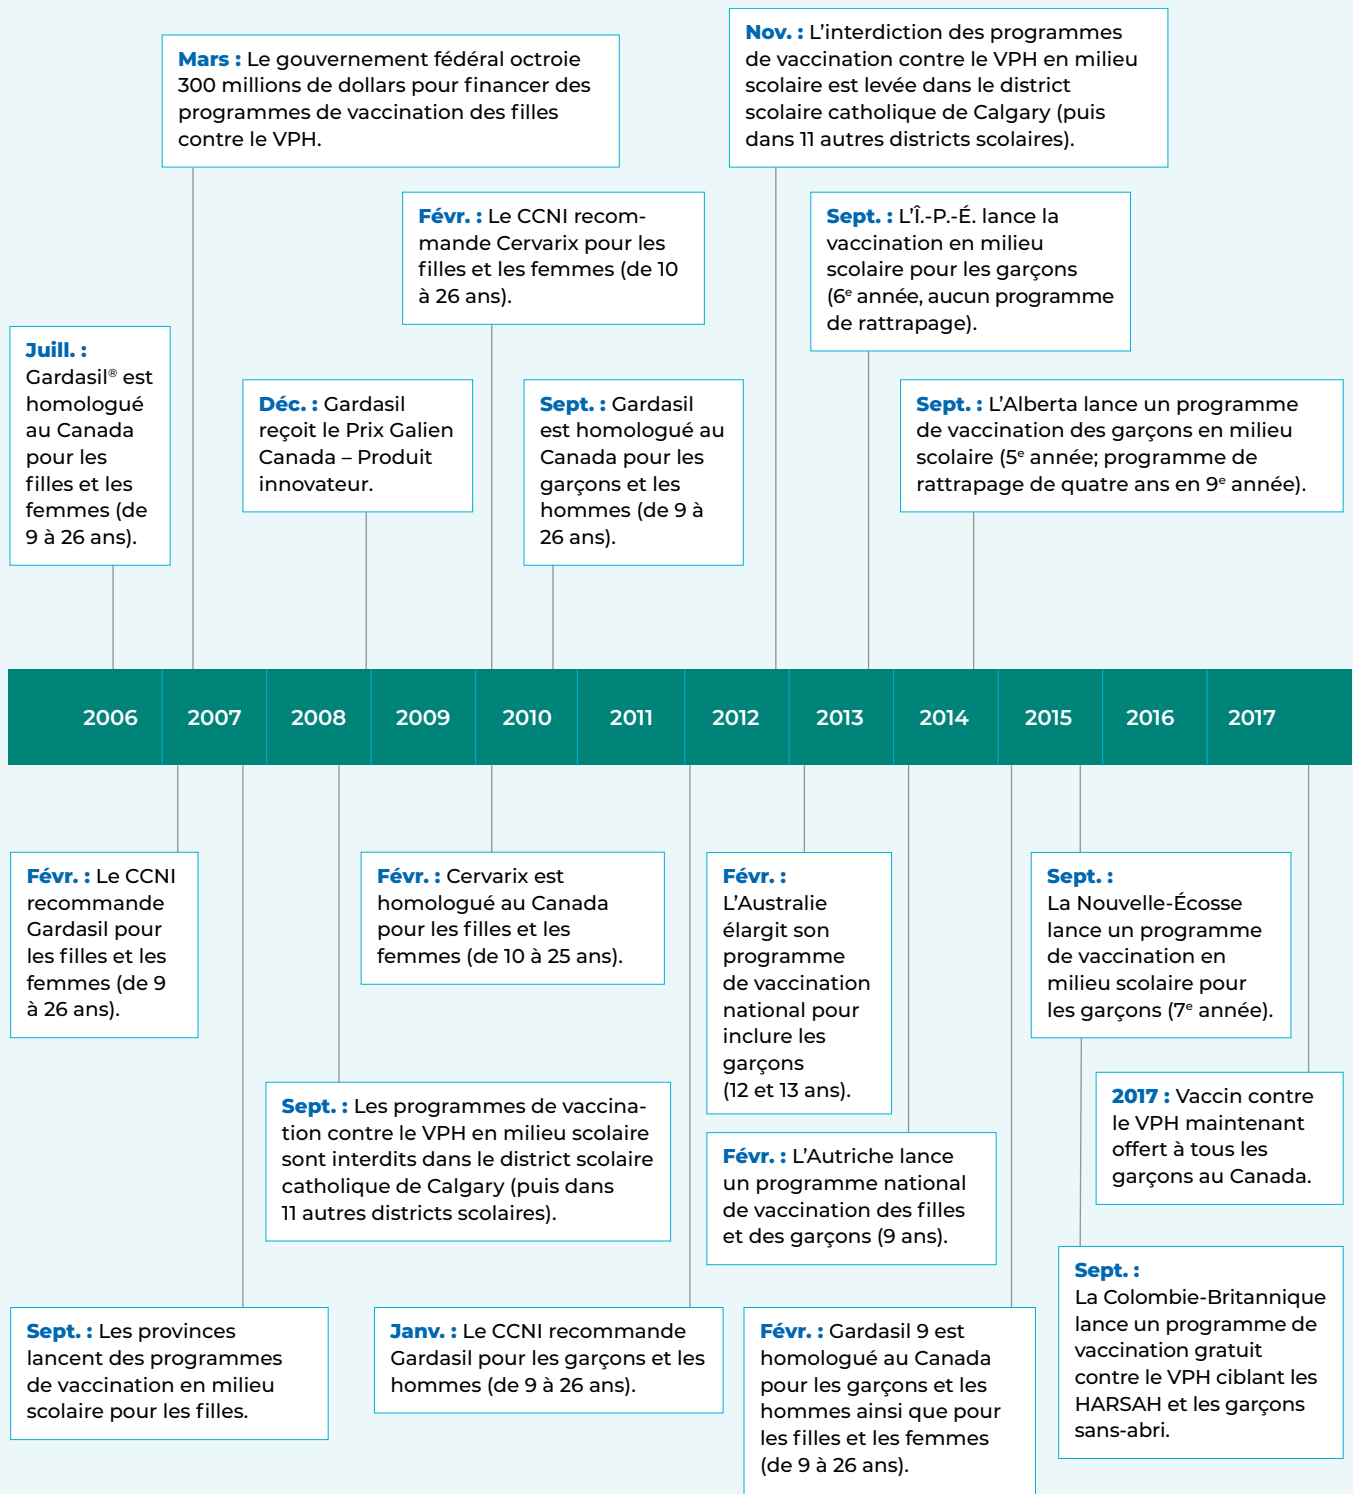 Mars : Le gouvernement fédéral octroie
300 millions de dollars pour financer des
programmes de vaccination des filles
contre le VPH.
Nov. : L’interdiction des programmes
de vaccination contre le VPH en milieu
scolaire est levée dans le district
scolaire catholique de Calgary (puis
dans 11 autres districts scolaires).
Févr. : Le CCNI recom-
mande Cervarix pour les
filles et les femmes (de 10
à 26 ans).
Sept. : L’Î.-P.-É. lance la
vaccination en milieu
scolaire pour les garçons
(6e année, aucun programme
de rattrapage).
Juill. :
Gardasil® est
homologué
au Canada
pour les
filles et les
femmes (de
9 à 26 ans).
Déc. : Gardasil
reçoit le Prix Galien
Canada – Produit
innovateur.
Sept. : Gardasil
est homologué au
Canada pour les
garçons et les
hommes (de 9 à
26 ans).
Sept. : L’Alberta lance un programme
de vaccination des garçons en milieu
scolaire (5e année; programme de
rattrapage de quatre ans en 9e année).
2006 2007 2008 2009 2010 2011 2012 2013 2014 2015 2016 2017
Févr. : Le CCNI
recommande
Gardasil pour
les filles et les
femmes (de 9
à 26 ans).
Févr. : Cervarix est
homologué au Canada
pour les filles et les
femmes (de 10 à 25 ans).
Févr. :
L’Australie
élargit son
programme
de vaccination
national pour
inclure les
garçons
(12 et 13 ans).
Sept. :
La Nouvelle-Écosse
lance un programme
de vaccination en
milieu scolaire pour
les garçons (7e année).
Sept. : Les programmes de vaccina-
tion contre le VPH en milieu scolaire
sont interdits dans le district scolaire
catholique de Calgary (puis dans
11 autres districts scolaires).
2017 : Vaccin contre
le VPH maintenant
offert à tous les
garçons au Canada.
Févr. : L’Autriche lance
un programme national
de vaccination des filles
et des garçons (9 ans).
Sept. : Les provinces
lancent des programmes
de vaccination en milieu
scolaire pour les filles.
Janv. : Le CCNI recommande
Gardasil pour les garçons et les
hommes (de 9 à 26 ans).
Févr. : Gardasil 9 est
homologué au Canada
pour les garçons et les
hommes ainsi que pour
les filles et les femmes
(de 9 à 26 ans).
Sept. :
La Colombie-Britannique
lance un programme de
vaccination gratuit
contre le VPH ciblant les
HARSAH et les garçons
sans-abri.